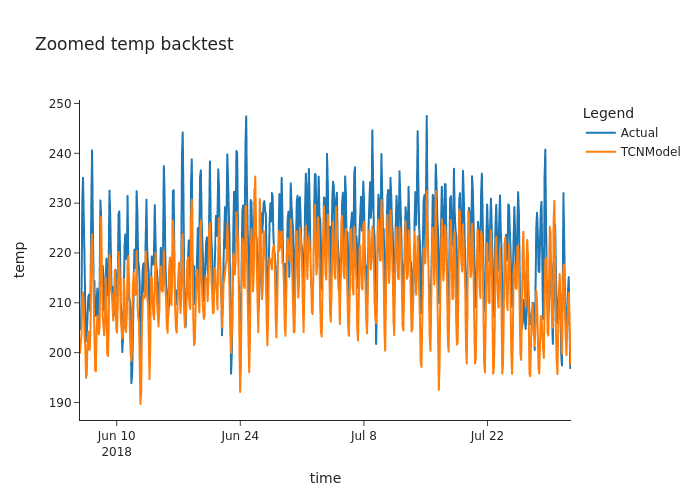 Zoomed temp backtest
Legend
Actual
TCNModel
250
240
230
220
210
200
190
temp
Jun 10
2018
Jun 24
Jul 8
Jul 22
time